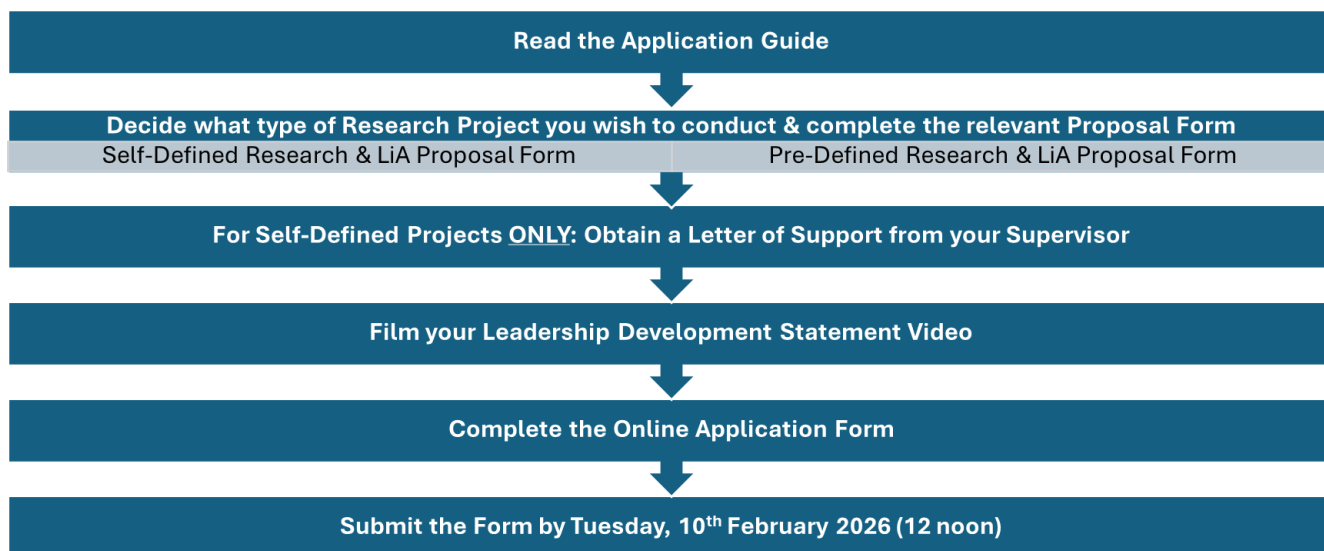 Read the Application Guide
Decide what type of Research Project you wish to conduct & complete the relevant Proposal Form
Self-Defined Research & LiA Proposal Form
Pre-Defined Research & LiA Proposal Form
For Self-Defined Projects ONLY: Obtain a Letter of Support from your Supervisor
Film your Leadership Development Statement Video
Complete the Online Application Form
Submit the Form by Tuesday, 10th February 2026 (12 noon)